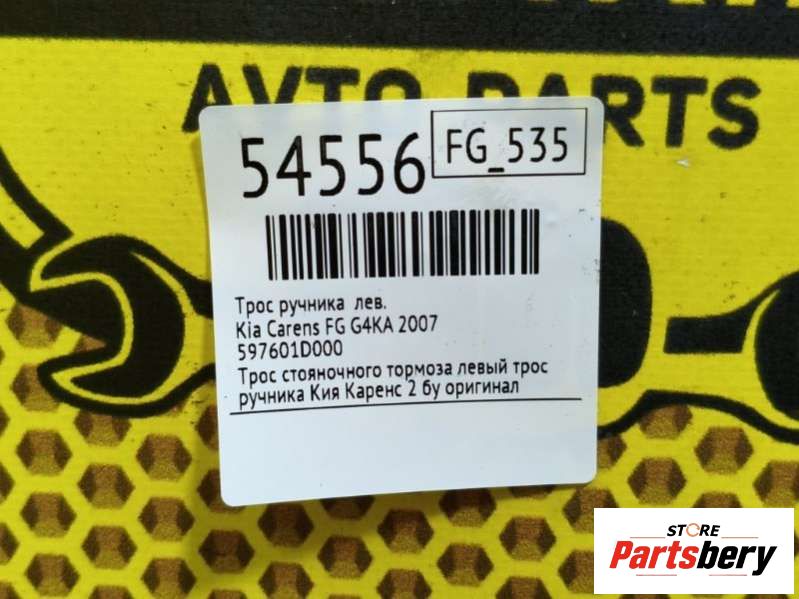 AVTO PARTS
54556
FG_535
Трос ручника лев.
Kia Carens FG G4KA 2007
597601D000
Трос стояночного тормоза левый трос
ручника Кия Каренс 2 бу оригинал
STORE
Partsbery